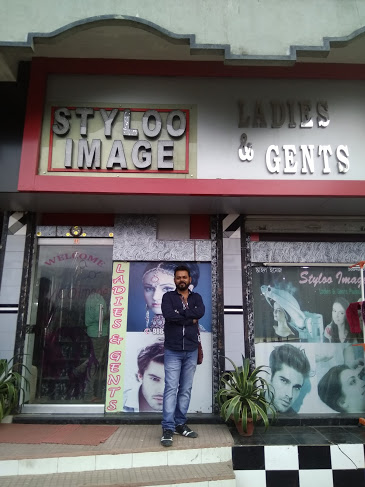 STYLOO
IMAGE
LADIES
&
GENTS
WELCOME
LADIES & GENTS
Styloo Imag